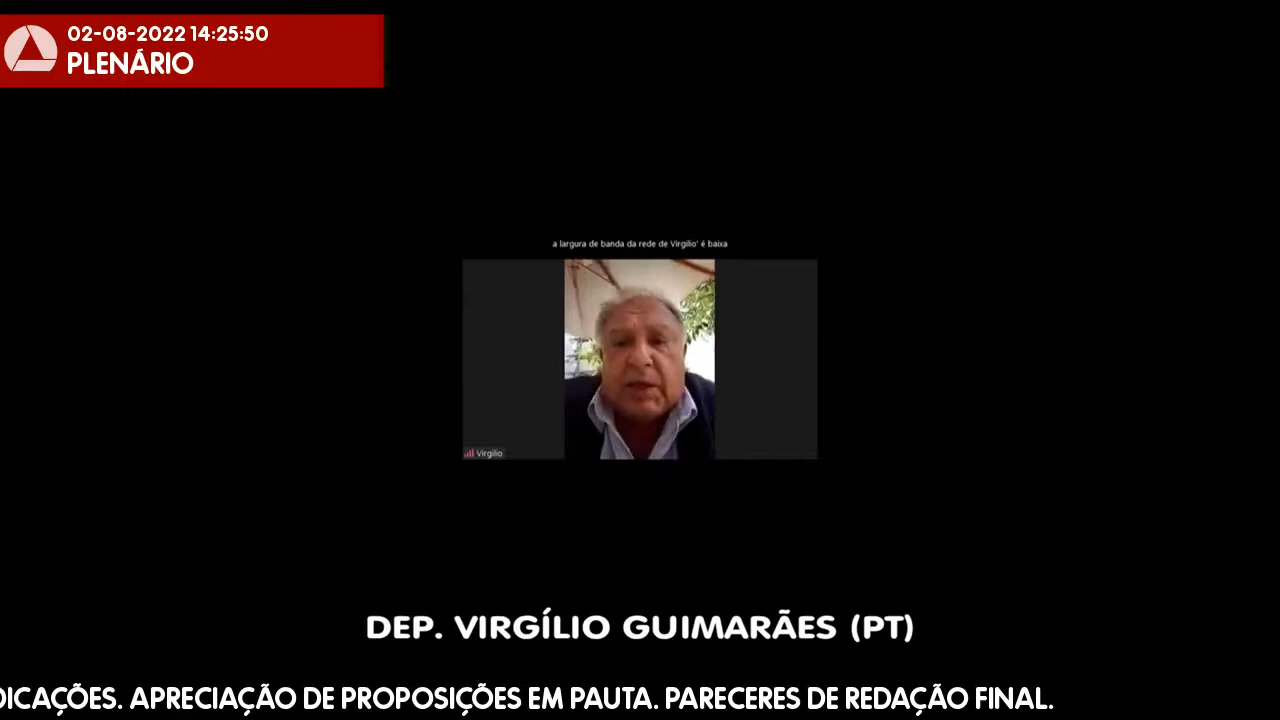 02-08-2022 14:25:50
PLENÁRIO
a largura de banda da rede de Virgilio' é baixa
Virgilio
DEP. VIRGÍLIO GUIMARÃES (PT)
DICAÇÕES. APRECIAÇÃO DE PROPOSIÇÕES EM PAUTA. PARECERES DE REDAÇÃO FINAL.